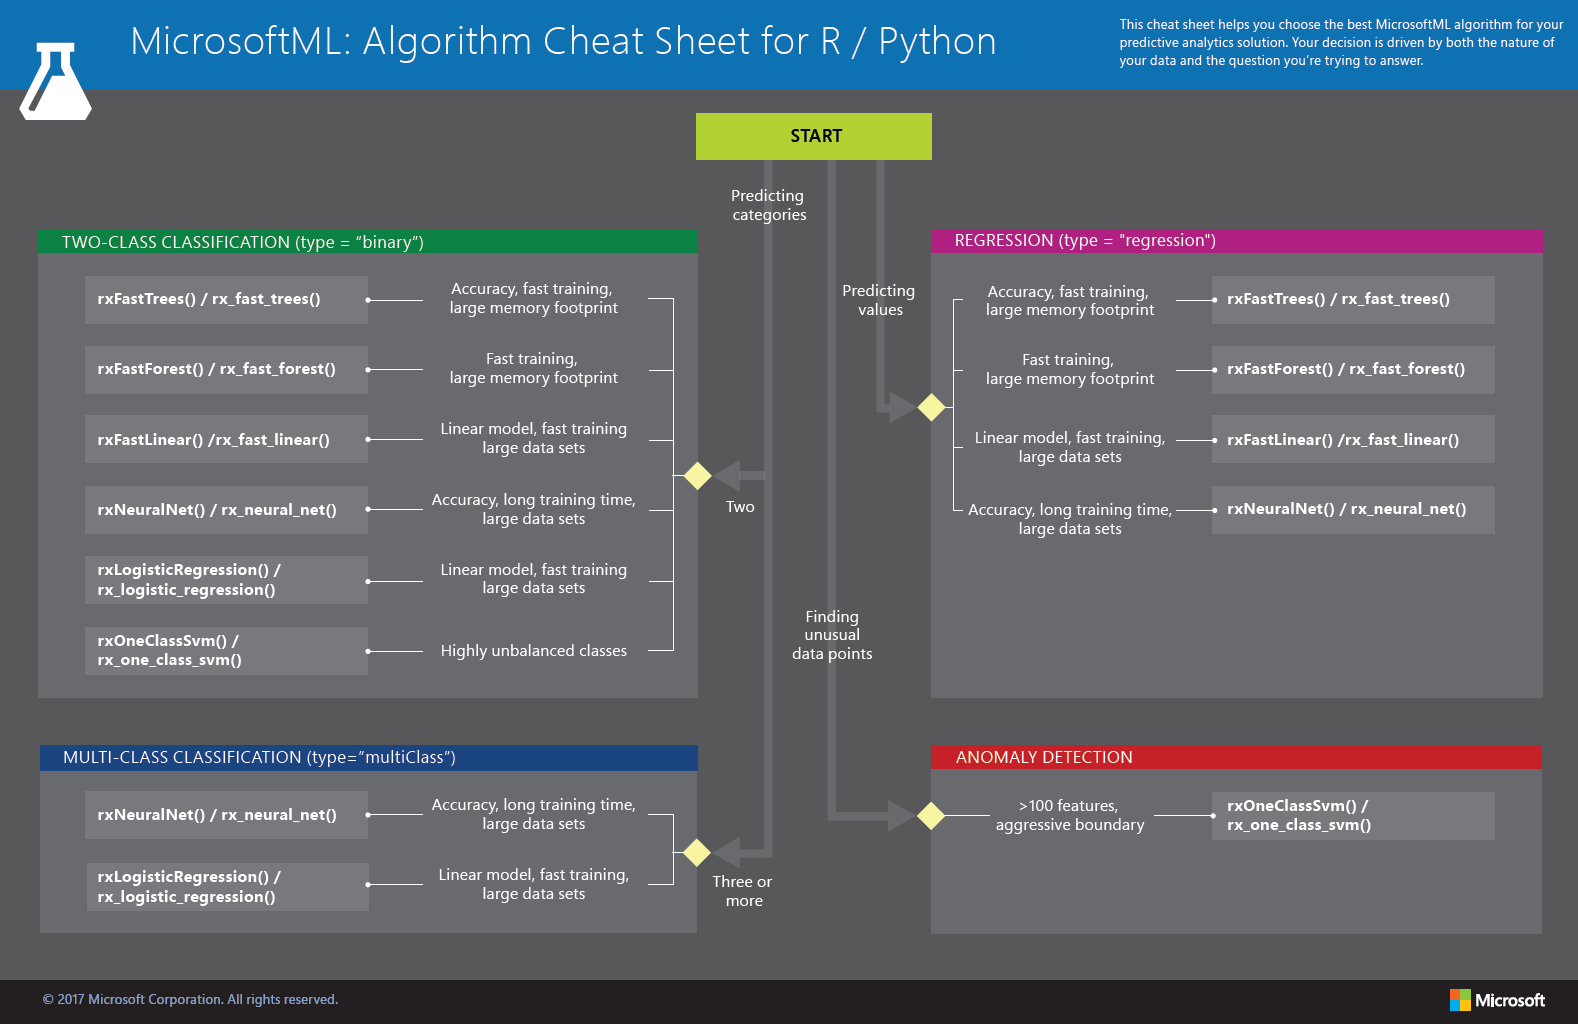 MicrosoftML: Algorithm Cheat Sheet for R / Python
This cheat sheet helps you choose the best MicrosoftML algorithm for your
predictive analytics solution. Your decision is driven by both the nature of
your data and the question you’re trying to answer.
START
Predicting
categories
TWO-CLASS CLASSIFICATION (type = “binary”)
rxFastTrees() / rx_fast_trees()
Accuracy, fast training,
large memory footprint
rxFastForest() / rx_fast_forest()
Fast training,
large memory footprint
rxFastLinear() /rx_fast_linear()
Linear model, fast training
large data sets
rxNeuralNet() / rx_neural_net()
Accuracy, long training time,
large data sets
rxLogisticRegression() /
rx_logistic_regression()
Linear model, fast training
large data sets
rxOneClassSvm() /
rx_one_class_svm()
Highly unbalanced classes
Two
Predicting
values
REGRESSION (type = "regression")
Accuracy, fast training,
large memory footprint
rxFastTrees() / rx_fast_trees()
Fast training,
large memory footprint
rxFastForest() / rx_fast_forest()
Linear model, fast training,
large data sets
rxFastLinear() /rx_fast_linear()
Accuracy, long training time,
large data sets
rxNeuralNet() / rx_neural_net()
Finding
unusual
data points
MULTI-CLASS CLASSIFICATION (type=”multiClass”)
rxNeuralNet() / rx_neural_net()
Accuracy, long training time,
large data sets
rxLogisticRegression() /
rx_logistic_regression()
Linear model, fast training,
large data sets
Three or
more
ANOMALY DETECTION
>100 features,
aggressive boundary
rxOneClassSvm() /
rx_one_class_svm()
© 2017 Microsoft Corporation. All rights reserved.
Microsoft